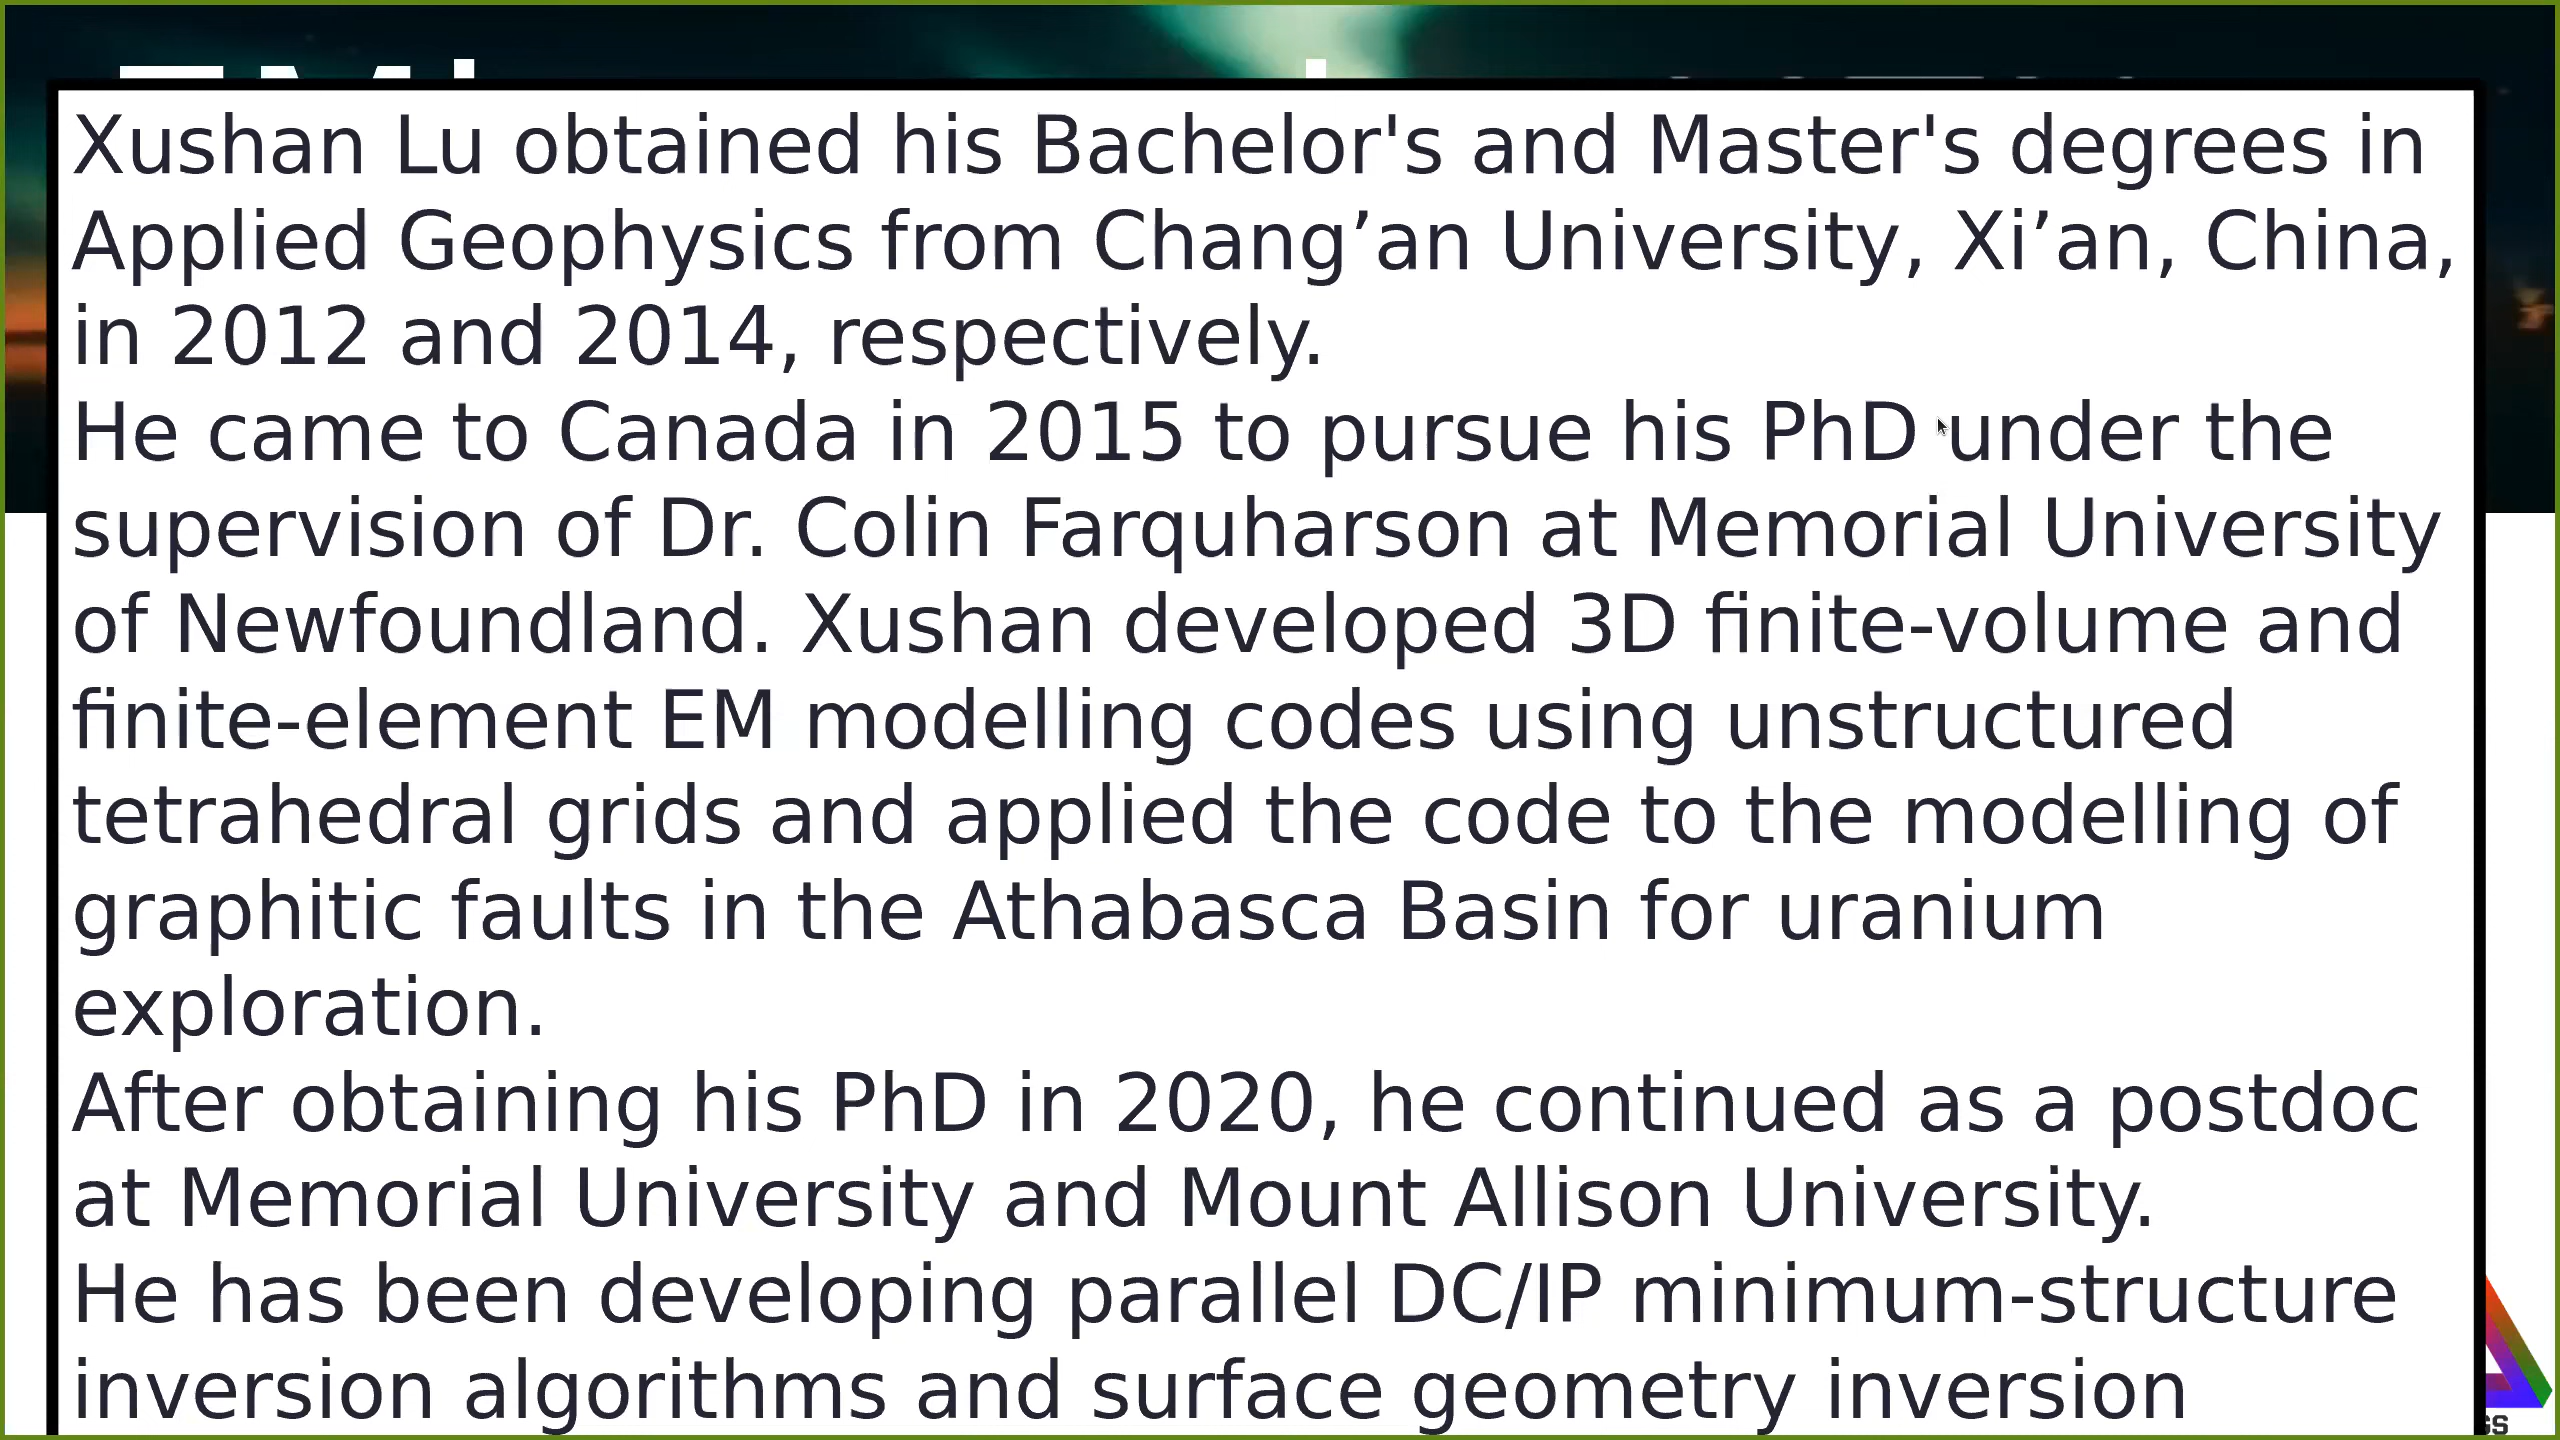 Xushan Lu obtained his Bachelor's and Master's degrees in
Applied Geophysics from Chang’an University, Xi’an, China,
in 2012 and 2014, respectively.
He came to Canada in 2015 to pursue his PhD under the
supervision of Dr. Colin Farquharson at Memorial University
of Newfoundland. Xushan developed 3D finite-volume and
finite-element EM modelling codes using unstructured
tetrahedral grids and applied the code to the modelling of
graphitic faults in the Athabasca Basin for uranium
exploration.
After obtaining his PhD in 2020, he continued as a postdoc
at Memorial University and Mount Allison University.
He has been developing parallel DC/IP minimum-structure
inversion algorithms and surface geometry inversion